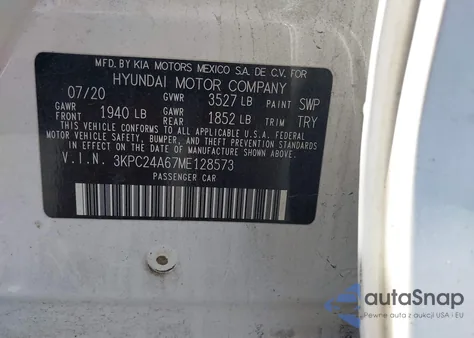 MFD. BY KIA MOTORS MEXICO S.A. DE C.V. FOR
HYUNDAI MOTOR COMPANY
07/20 GVWR 3527 LB PAINT SWP
GAWR FRONT 1940 LB GAWR REAR 1852 LB TRIM TRY
THIS VEHICLE CONFORMS TO ALL APPLICABLE U.S.A. FEDERAL
MOTOR VEHICLE SAFETY, BUMPER, AND THEFT PREVENTION STANDARDS
IN EFFECT ON THE DATE OF MANUFACTURE SHOWN ABOVE.
V.I.N. 3KPC24A67ME128573
PASSENGER CAR
autoSnap
Pewne auta z aukcji USA i EU